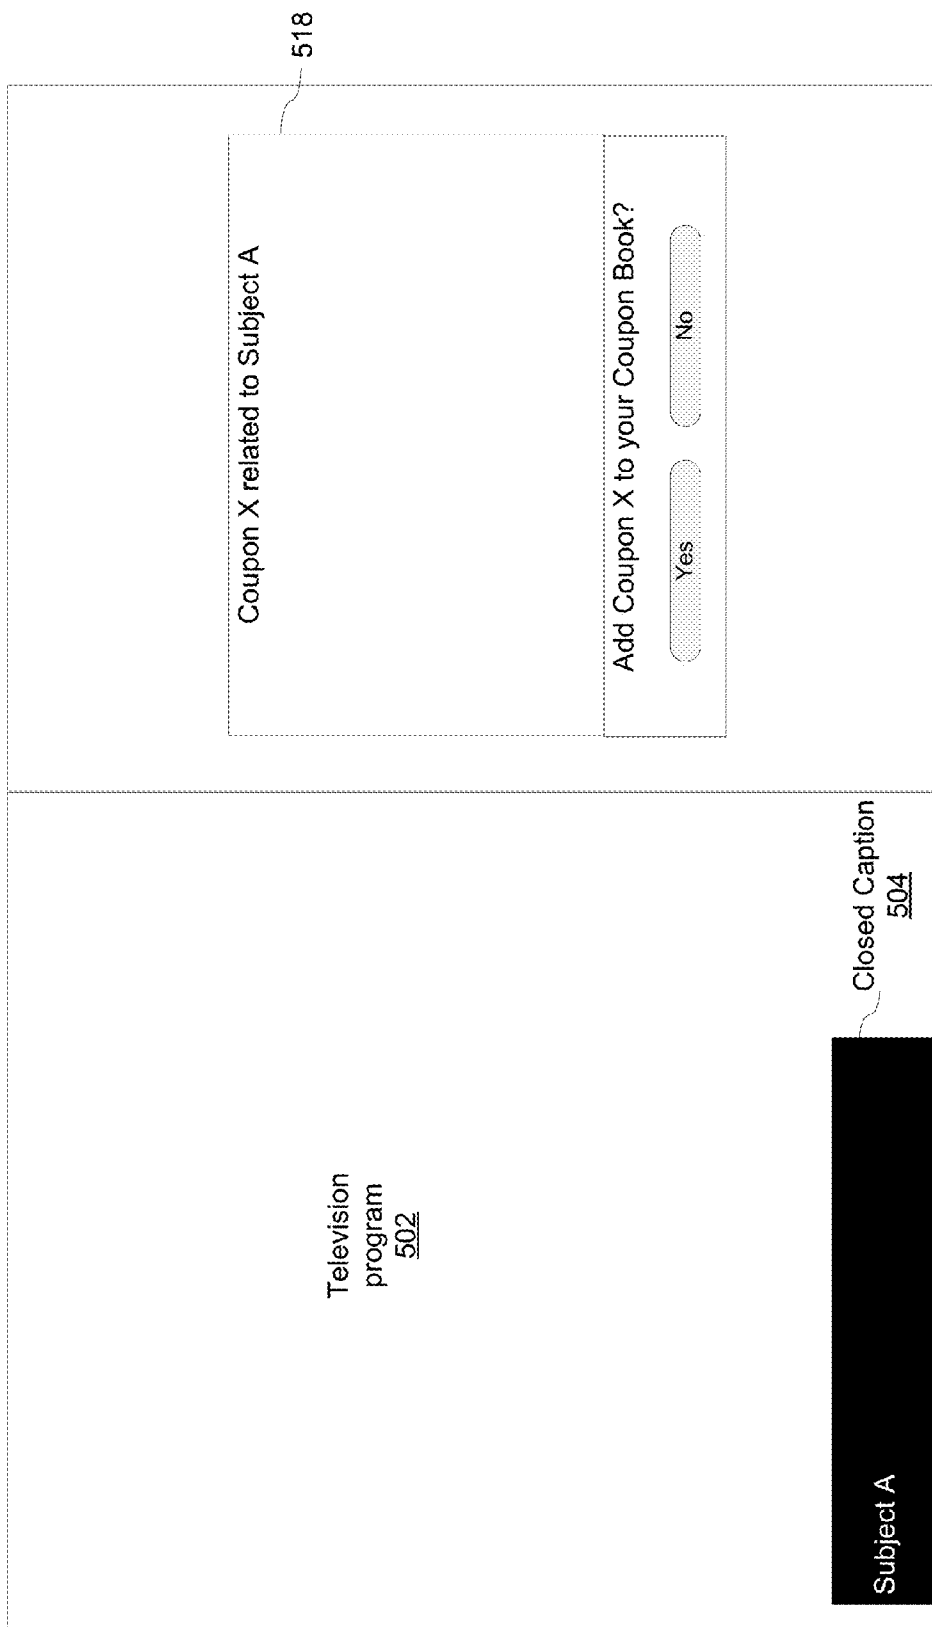 Television
program
502
Subject A
Closed Caption
504
Coupon X related to Subject A
518
Add Coupon X to your Coupon Book?
Yes
No